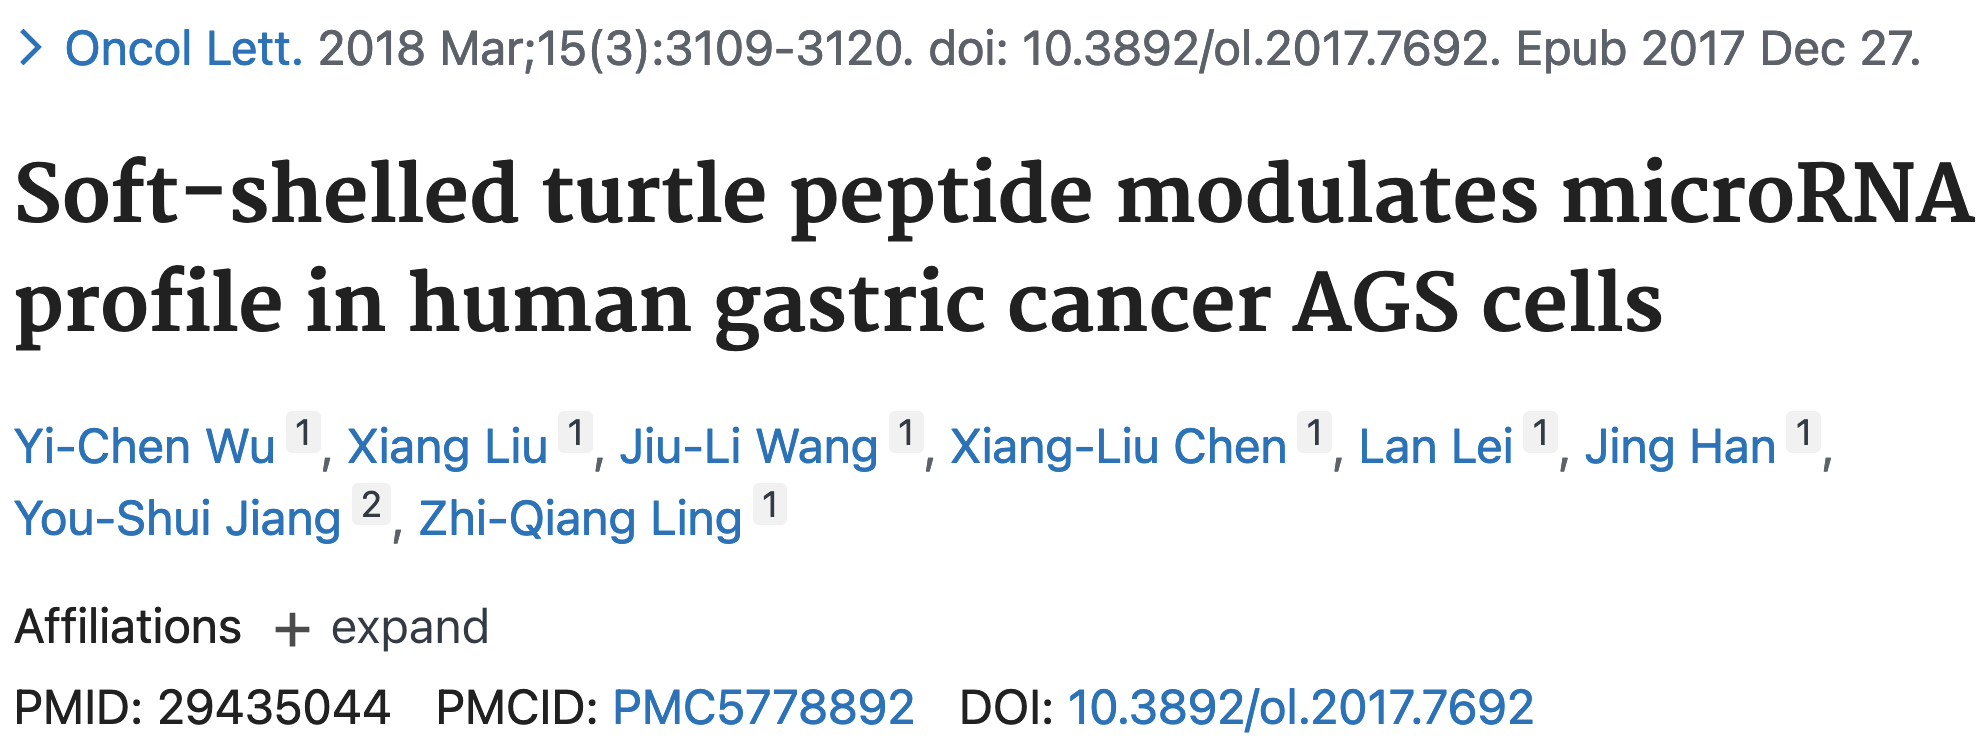 > Oncol Lett. 2018 Mar;15(3):3109-3120. doi: 10.3892/ol.2017.7692. Epub 2017 Dec 27.
Soft-shelled turtle peptide modulates microRNA
profile in human gastric cancer AGS cells
Yi-Chen Wu 1, Xiang Liu 1, Jiu-Li Wang 1, Xiang-Liu Chen 1, Lan Lei 1, Jing Han 1,
You-Shui Jiang 2, Zhi-Qiang Ling 1
Affiliations + expand
PMID: 29435044 PMCID: PMC5778892 DOI: 10.3892/ol.2017.7692